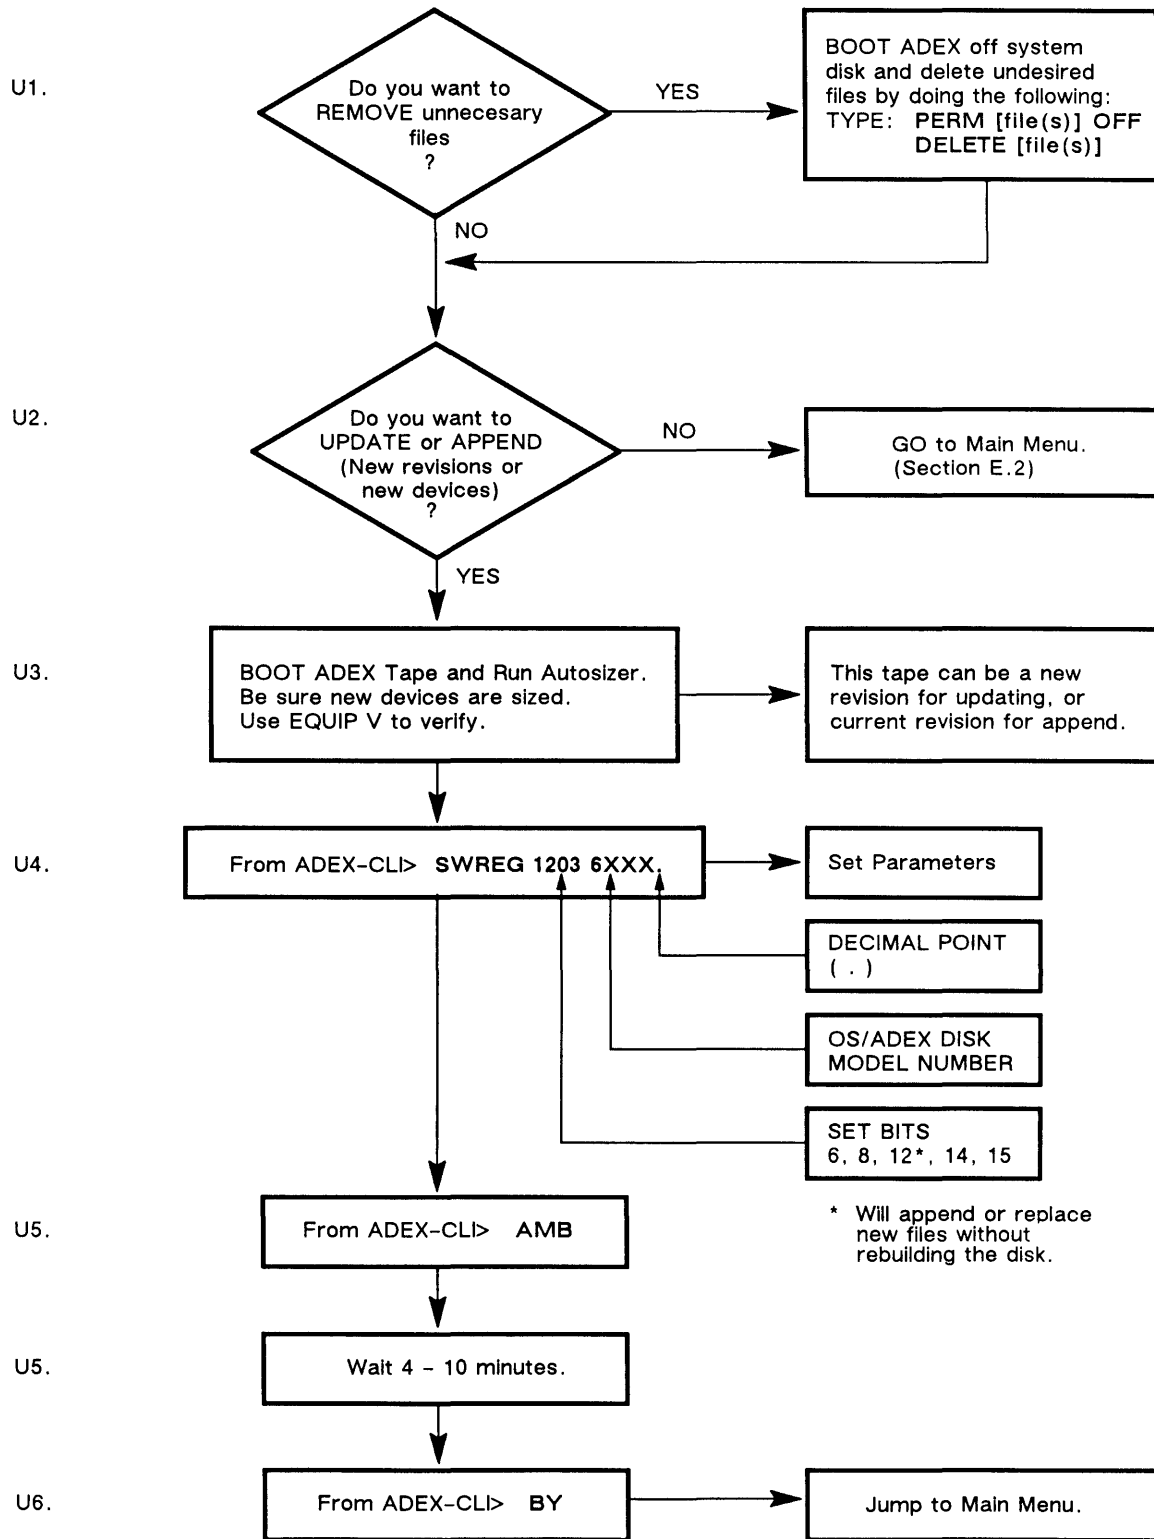 U1.
Do you want to
REMOVE unnecesary
files
?
YES
BOOT ADEX off system
disk and delete undesired
files by doing the following:
TYPE: PERM [file(s)] OFF
DELETE [file(s)]
NO
U2.
Do you want to
UPDATE or APPEND
(New revisions or
new devices)
?
NO
GO to Main Menu.
(Section E.2)
YES
U3.
BOOT ADEX Tape and Run Autosizer.
Be sure new devices are sized.
Use EQUIP V to verify.
This tape can be a new
revision for updating, or
current revision for append.
U4.
From ADEX-CLI> SWREG 1203 6XXX.
Set Parameters
DECIMAL POINT
( . )
OS/ADEX DISK
MODEL NUMBER
SET BITS
6, 8, 12*, 14, 15
* Will append or replace
new files without
rebuilding the disk.
U5.
From ADEX-CLI> AMB
U5.
Wait 4 - 10 minutes.
U6.
From ADEX-CLI> BY
Jump to Main Menu.